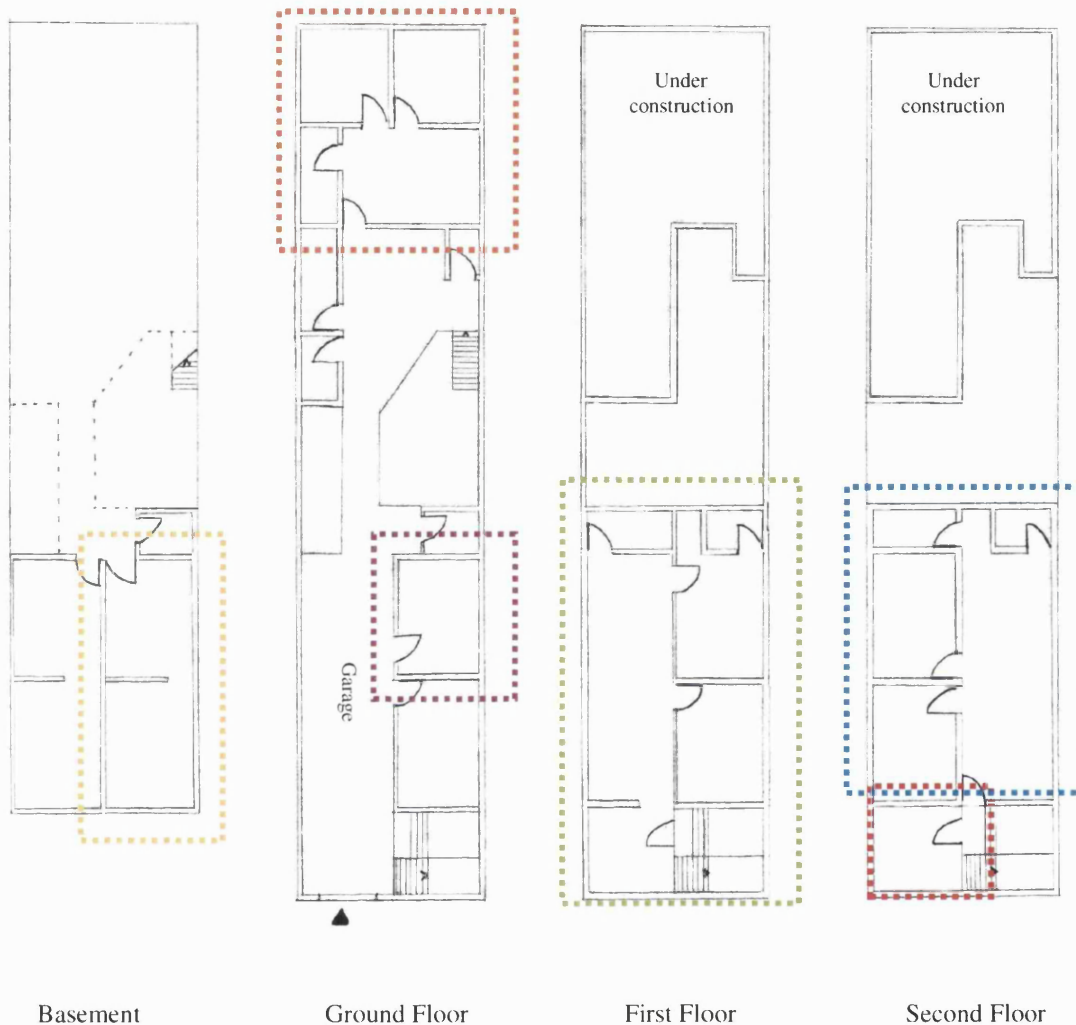 Under
construction
Under
construction
Garage
Basement
Ground Floor
First Floor
Second Floor